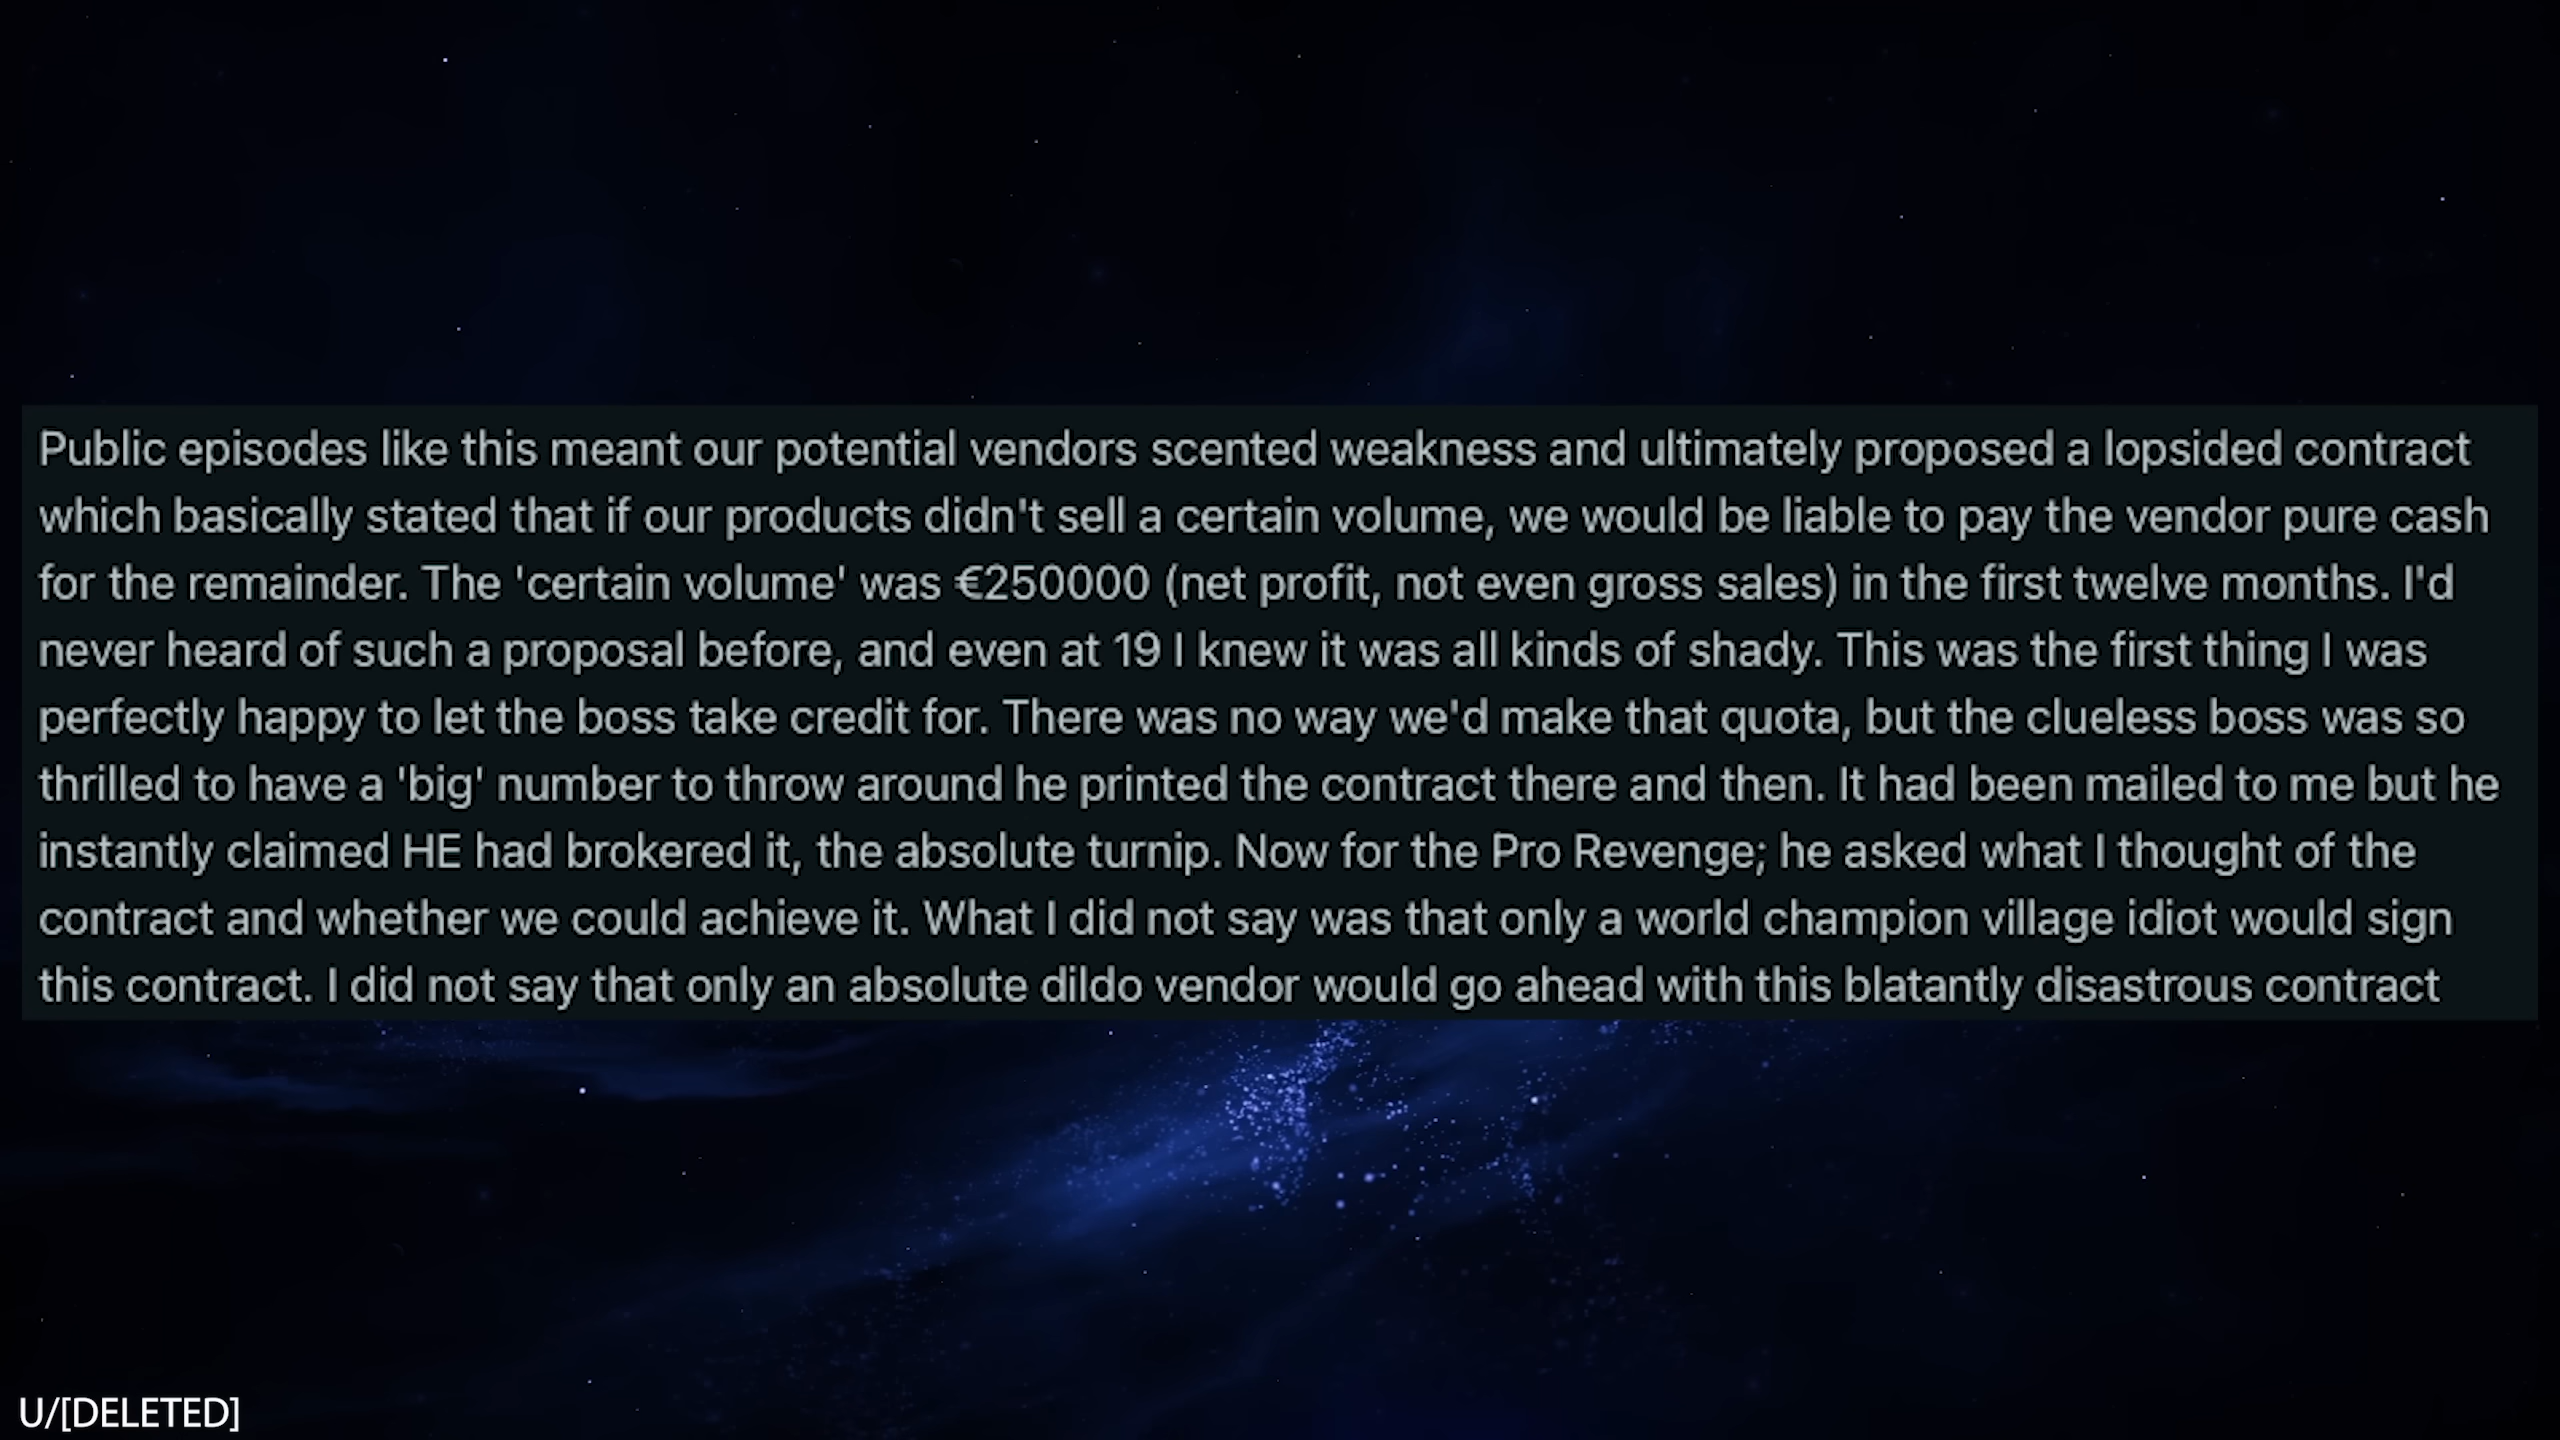 Public episodes like this meant our potential vendors scented weakness and ultimately proposed a lopsided contract
which basically stated that if our products didn't sell a certain volume, we would be liable to pay the vendor pure cash
for the remainder. The 'certain volume' was €250000 (net profit, not even gross sales) in the first twelve months. I'd
never heard of such a proposal before, and even at 19 I knew it was all kinds of shady. This was the first thing I was
perfectly happy to let the boss take credit for. There was no way we'd make that quota, but the clueless boss was so
thrilled to have a 'big' number to throw around he printed the contract there and then. It had been mailed to me but he
instantly claimed HE had brokered it, the absolute turnip. Now for the Pro Revenge; he asked what I thought of the
contract and whether we could achieve it. What I did not say was that only a world champion village idiot would sign
this contract. I did not say that only an absolute dildo vendor would go ahead with this blatantly disastrous contract
U/[DELETED]